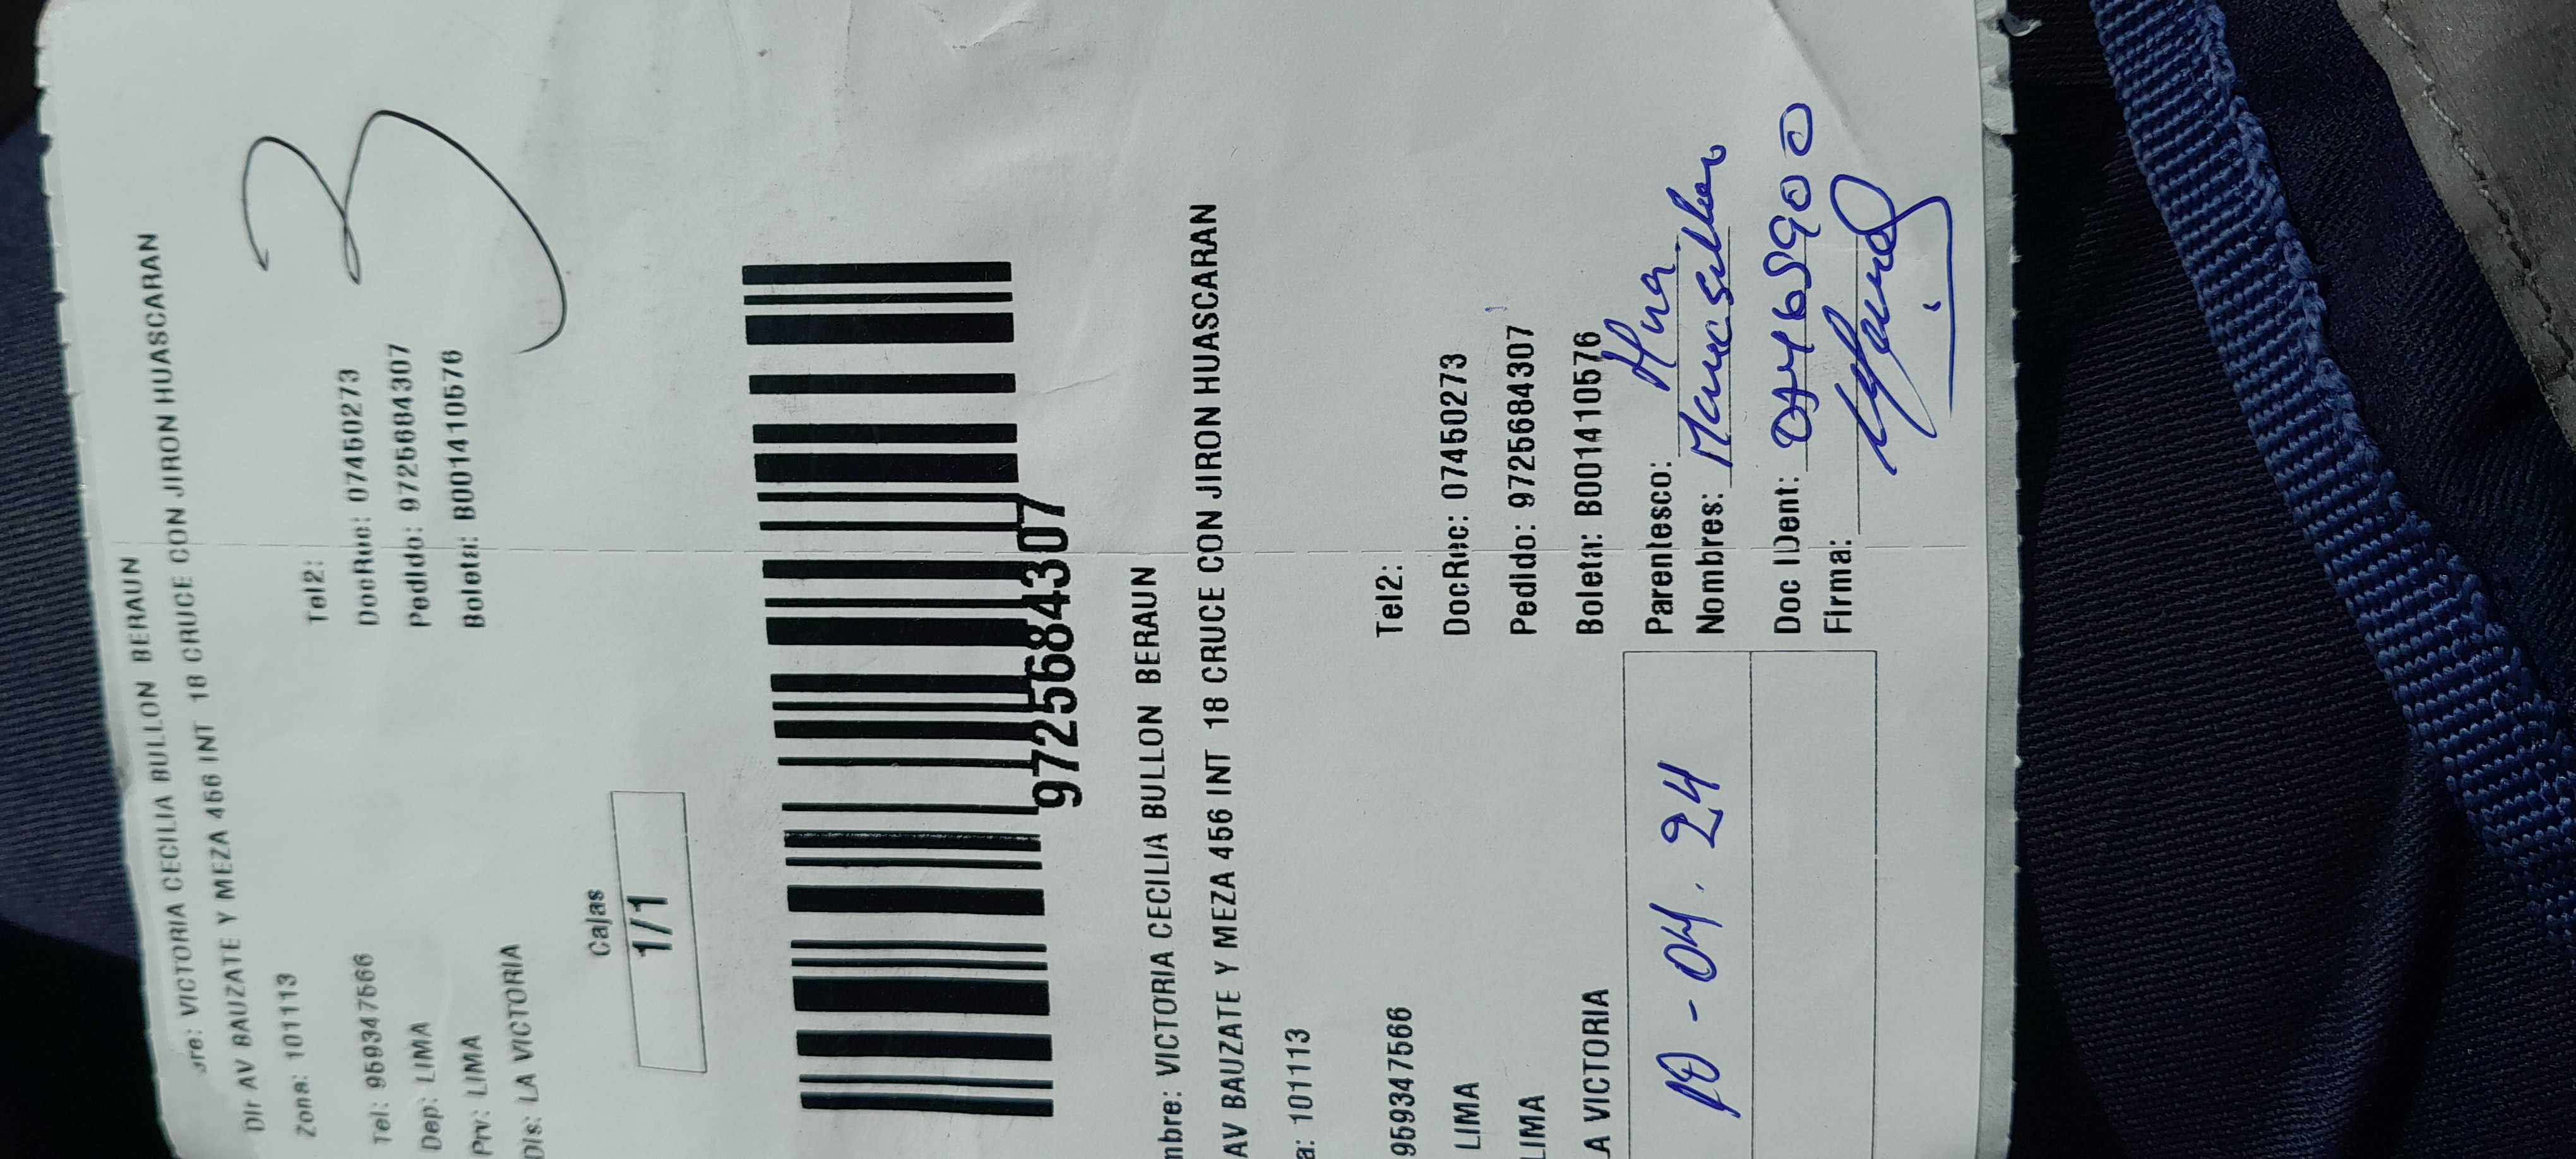 bre: VICTORIA CECILIA BULLON BERAUN
Dir AV BAUZATE Y MEZA 456 INT 18 CRUCE CON JIRON HUASCARAN
Zona: 101113
Tel: 959347566 Tel2:
Dep: LIMA DocRuc: 07450273
Prv: LIMA Pedido: 9725684307
Dis: LA VICTORIA Boleta: B001410576
3
Cajas
1/1
9725684307
mbre: VICTORIA CECILIA BULLON BERAUN
AV BAUZATE Y MEZA 456 INT 18 CRUCE CON JIRON HUASCARAN
a: 101113
959347566 Tel2:
LIMA DocRuc: 07450273
LIMA Pedido: 9725684307
A VICTORIA Boleta: B001410576
Parentesco:
10-04.24 Nombres:
Doc IDent:
Firma: